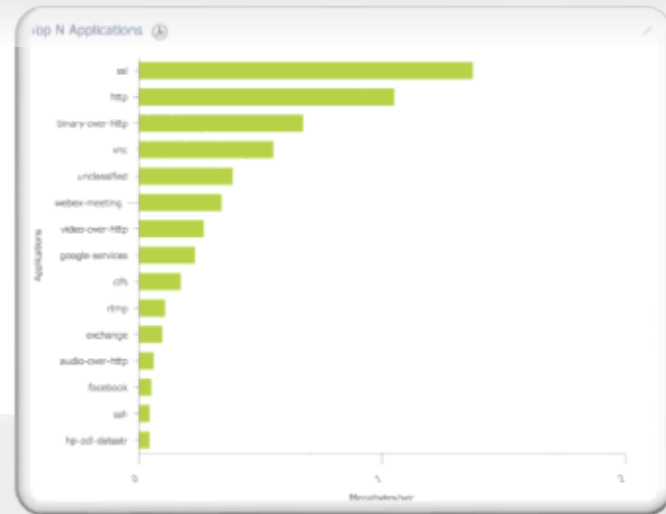 Top N Applications
ssl
http
binary-over-http
vnc
unclassified
webex-meeting
video-over-http
google-services
cifs
rtmp
exchange
audio-over-http
facebook
ssh
Applications
0
1
2